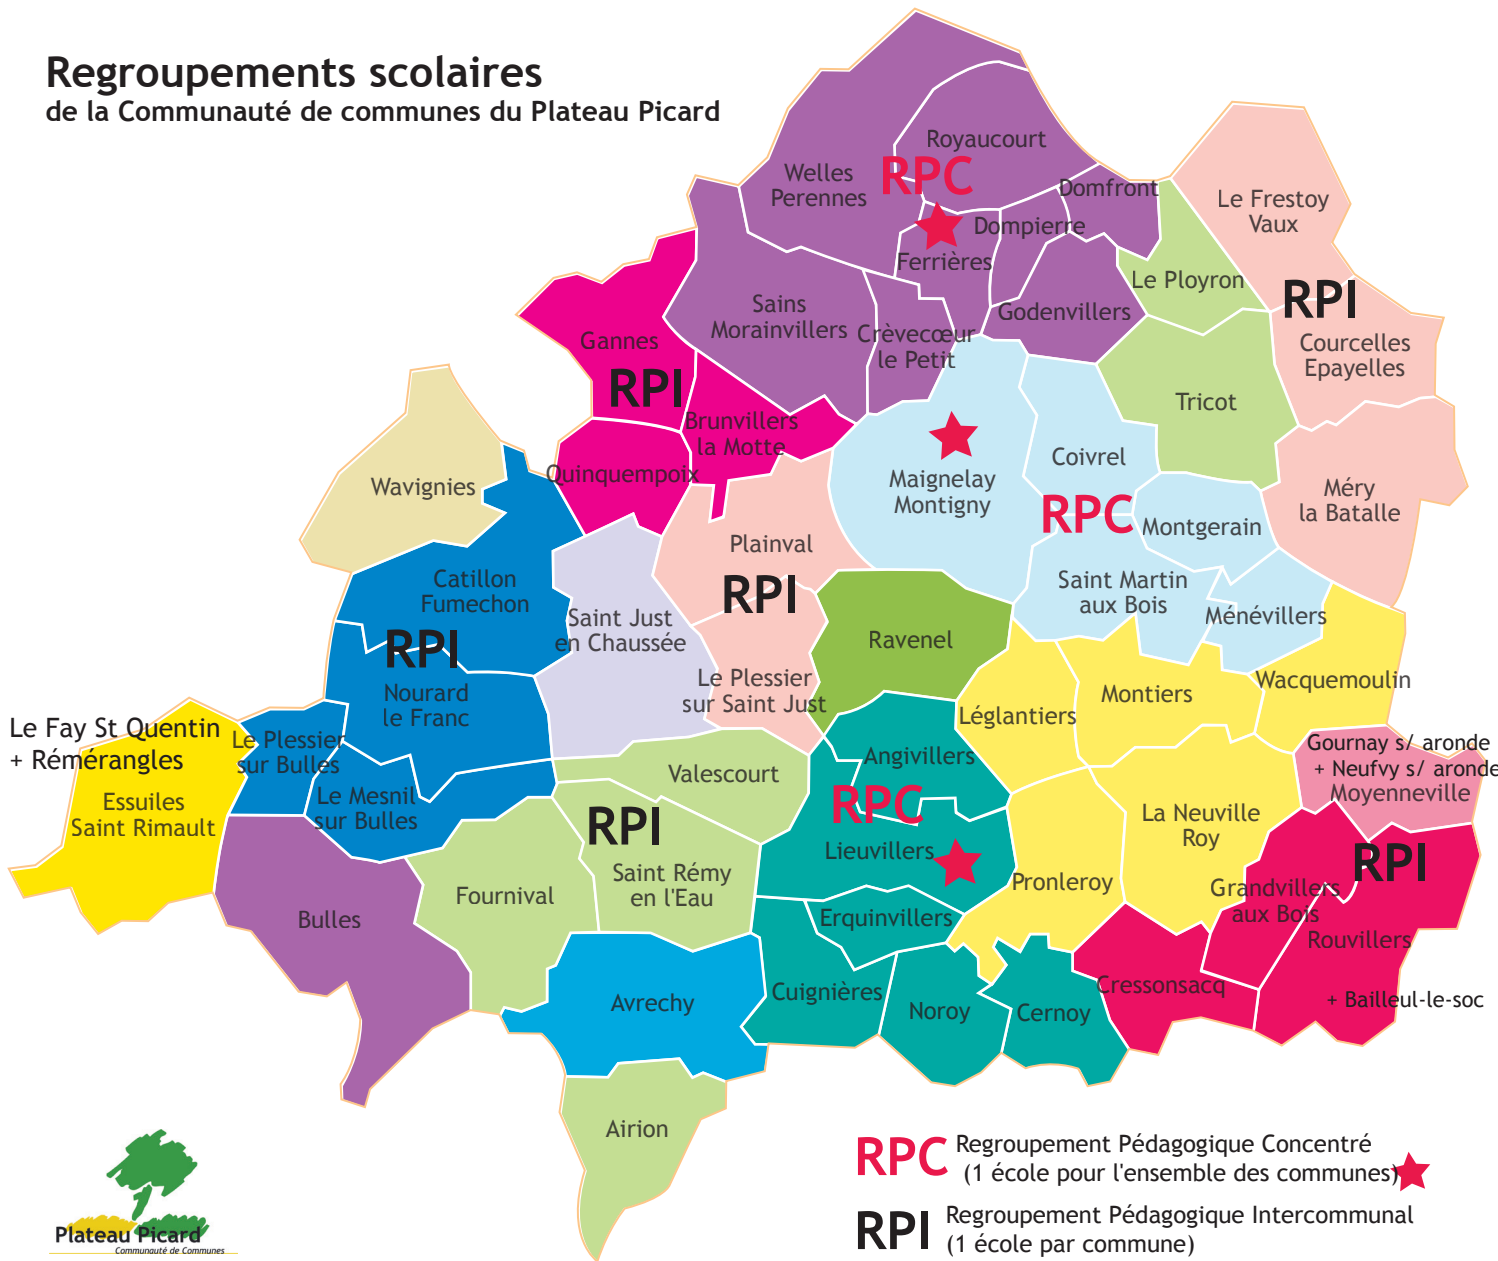 Regroupements scolaires
de la Communauté de communes du Plateau Picard
Royaucourt
RPC
Welles
Perennes
Domfront
Dompierre
Ferrières
Le Frestoy
Vaux
Le Ployron
RPI
Godenvillers
Sains
Morainvillers
Crèvecœur
le Petit
Gannes
RPI
Courcelles
Epayelles
Tricot
Brunvillers
la Motte
Quinquempoix
Wavignies
Maignelay
Montigny
Coivrel
RPC
Montgerain
Méry
la Batalle
Plainval
RPI
Catillon
Fumechon
RPI
Saint Just
en Chaussée
Saint Martin
aux Bois
Ménévillers
Ravenel
Le Plessier
sur Saint Just
Nourard
le Franc
Léglantiers
Montiers
Wacquemoulin
Le Fay St Quentin
+ Rémérangles
Le Plessier
sur Bulles
Essuiles
Saint Rimault
Le Mesnil
sur Bulles
Valescourt
RPI
Angivillers
RPC
Gournay s/ aronde
+ Neufvy s/ aronde
Moyenneville
La Neuville
Roy
Lieuvillers
RPI
Saint Rémy
en l'Eau
Fournival
Bulles
Pronleroy
Grandvillers
aux Bois
Erquinvillers
Rouvillers
Cressonsacq
+ Bailleul-le-soc
Avrechy
Cuignières
Noroy
Cernoy
Airion
RPC Regroupement Pédagogique Concentré
(1 école pour l'ensemble des communes)
RPI Regroupement Pédagogique Intercommunal
(1 école par commune)
Plateau Picard
Communauté de Communes